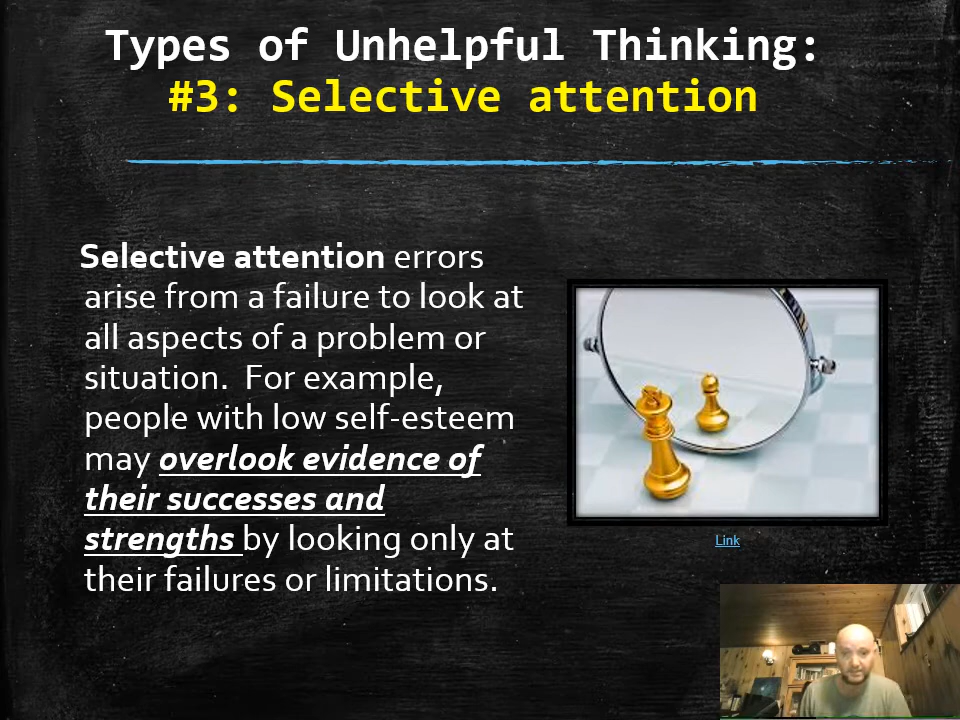 Types of Unhelpful Thinking:
#3: Selective attention
Selective attention errors
arise from a failure to look at
all aspects of a problem or
situation.  For example,
people with low self-esteem
may overlook evidence of
their successes and
strengths by looking only at
their failures or limitations.
Link